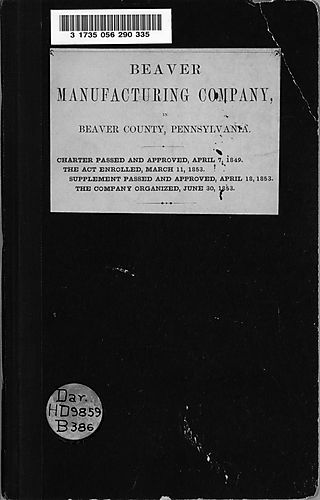 3 1735 056 290 335
BEAVER
MANUFACTURING COMPANY,
IN
BEAVER COUNTY, PENNSYLVANIA.
CHARTER PASSED AND APPROVED, APRIL 7, 1849.
THE ACT ENROLLED, MARCH 11, 1853.
SUPPLEMENT PASSED AND APPROVED, APRIL 18, 1853.
THE COMPANY ORGANIZED, JUNE 30, 1853.
Dar.
HD9859
B386